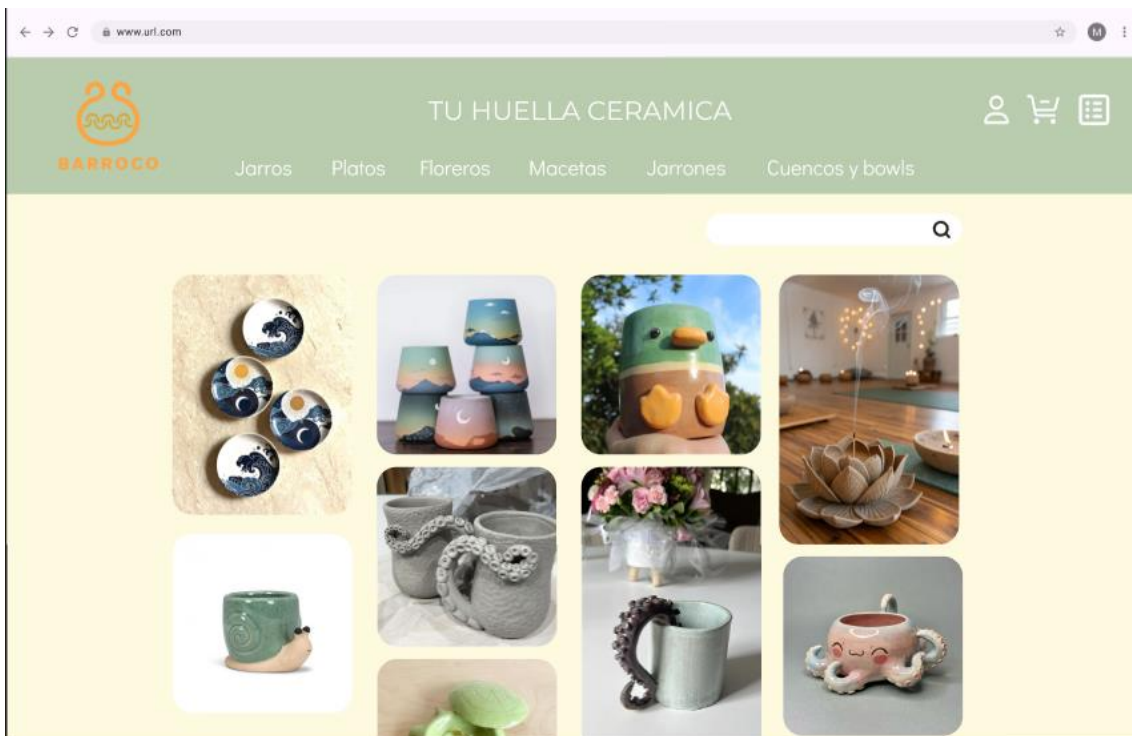 www.url.com
M
TU HUELLA CERAMICA
BARROCO
Jarros Platos Floreros Macetas Jarrones Cuencos y bowls